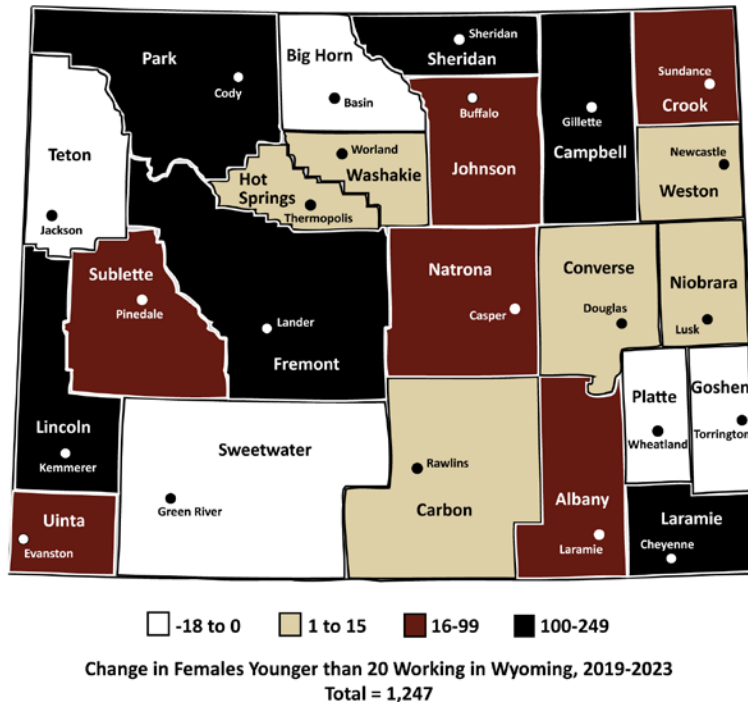 Park
Cody
Big Horn
Basin
Sheridan
Sheridan
Sundance
Crook
Buffalo
Johnson
Gillette
Campbell
Teton
Jackson
Worland
Washakie
Hot
Springs
Thermopolis
Newcastle
Weston
Sublette
Pinedale
Lander
Fremont
Natrona
Casper
Converse
Douglas
Niobrara
Lusk
Lincoln
Kemmerer
Sweetwater
Green River
Rawlins
Carbon
Platte
Wheatland
Goshen
Torrington
Uinta
Evanston
Albany
Laramie
Laramie
Cheyenne
-18 to 0
1 to 15
16-99
100-249
Change in Females Younger than 20 Working in Wyoming, 2019-2023
Total = 1,247